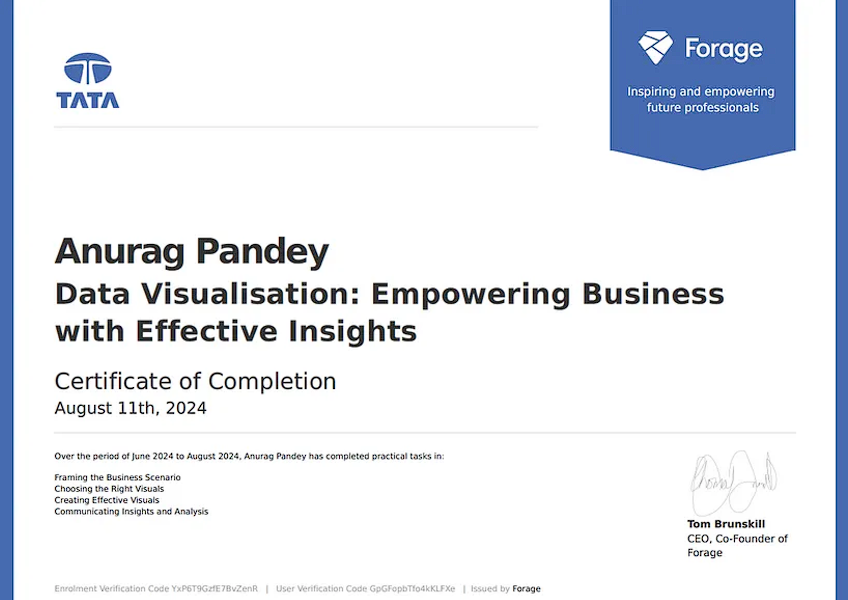 TATA
Forage
Inspiring and empowering
future professionals
Anurag Pandey
Data Visualisation: Empowering Business
with Effective Insights
Certificate of Completion
August 11th, 2024
Over the period of June 2024 to August 2024, Anurag Pandey has completed practical tasks in:
Framing the Business Scenario
Choosing the Right Visuals
Creating Effective Visuals
Communicating Insights and Analysis
Tom Brunskill
CEO, Co-Founder of
Forage
Enrolment Verification Code YxP6T9GzfE7BvZenR | User Verification Code GpGFopbTfo4kKLFXe | Issued by Forage